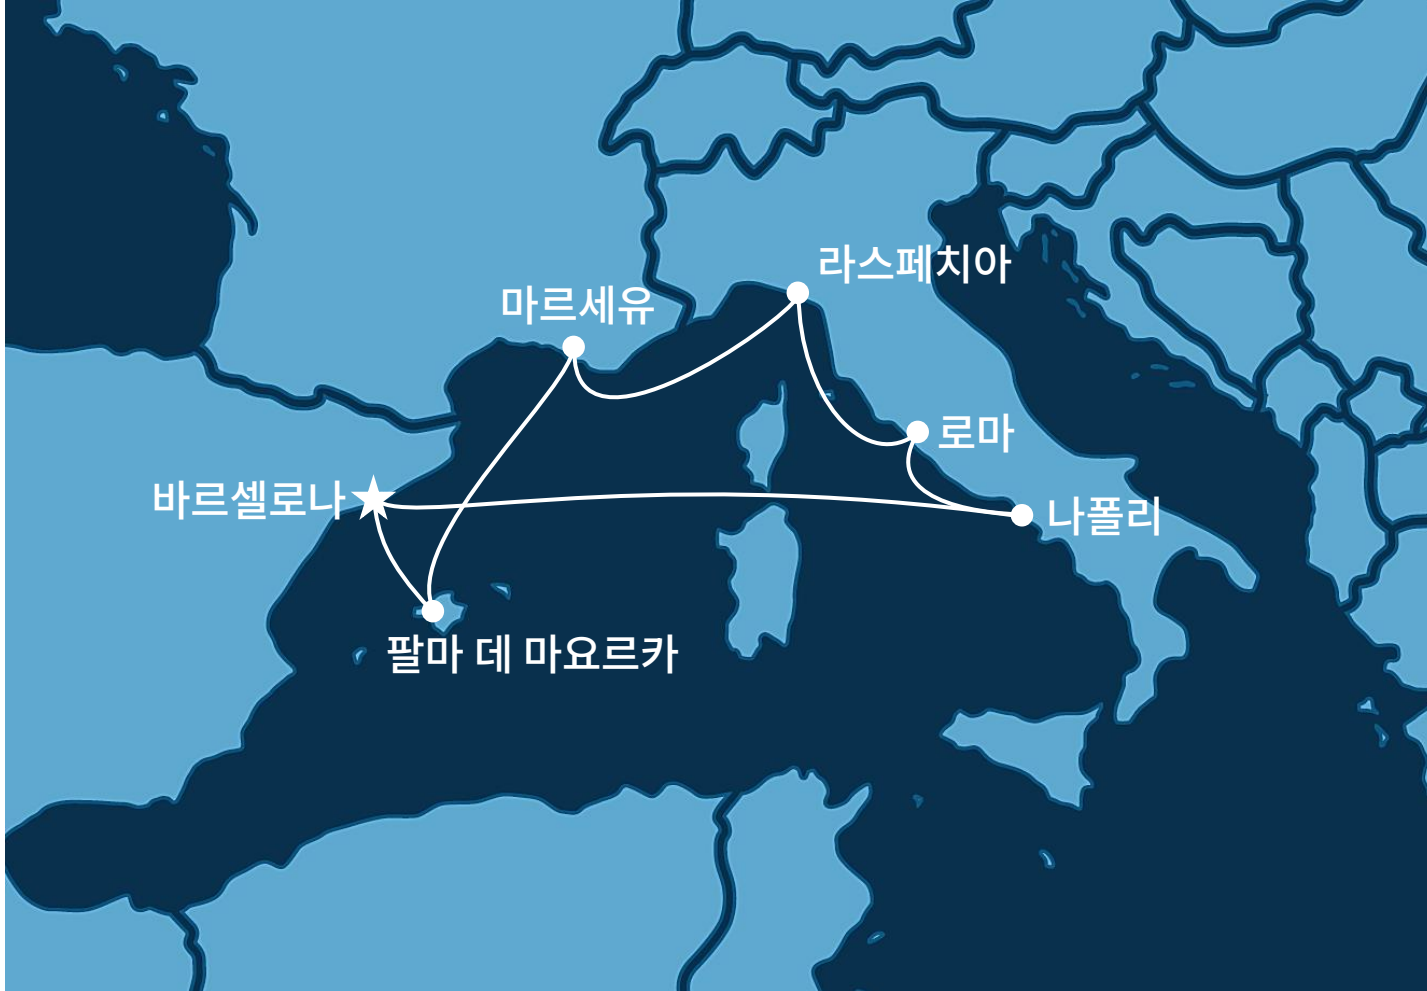 라스페치아
마르세유
로마
바르셀로나
나폴리
팔마 데 마요르카